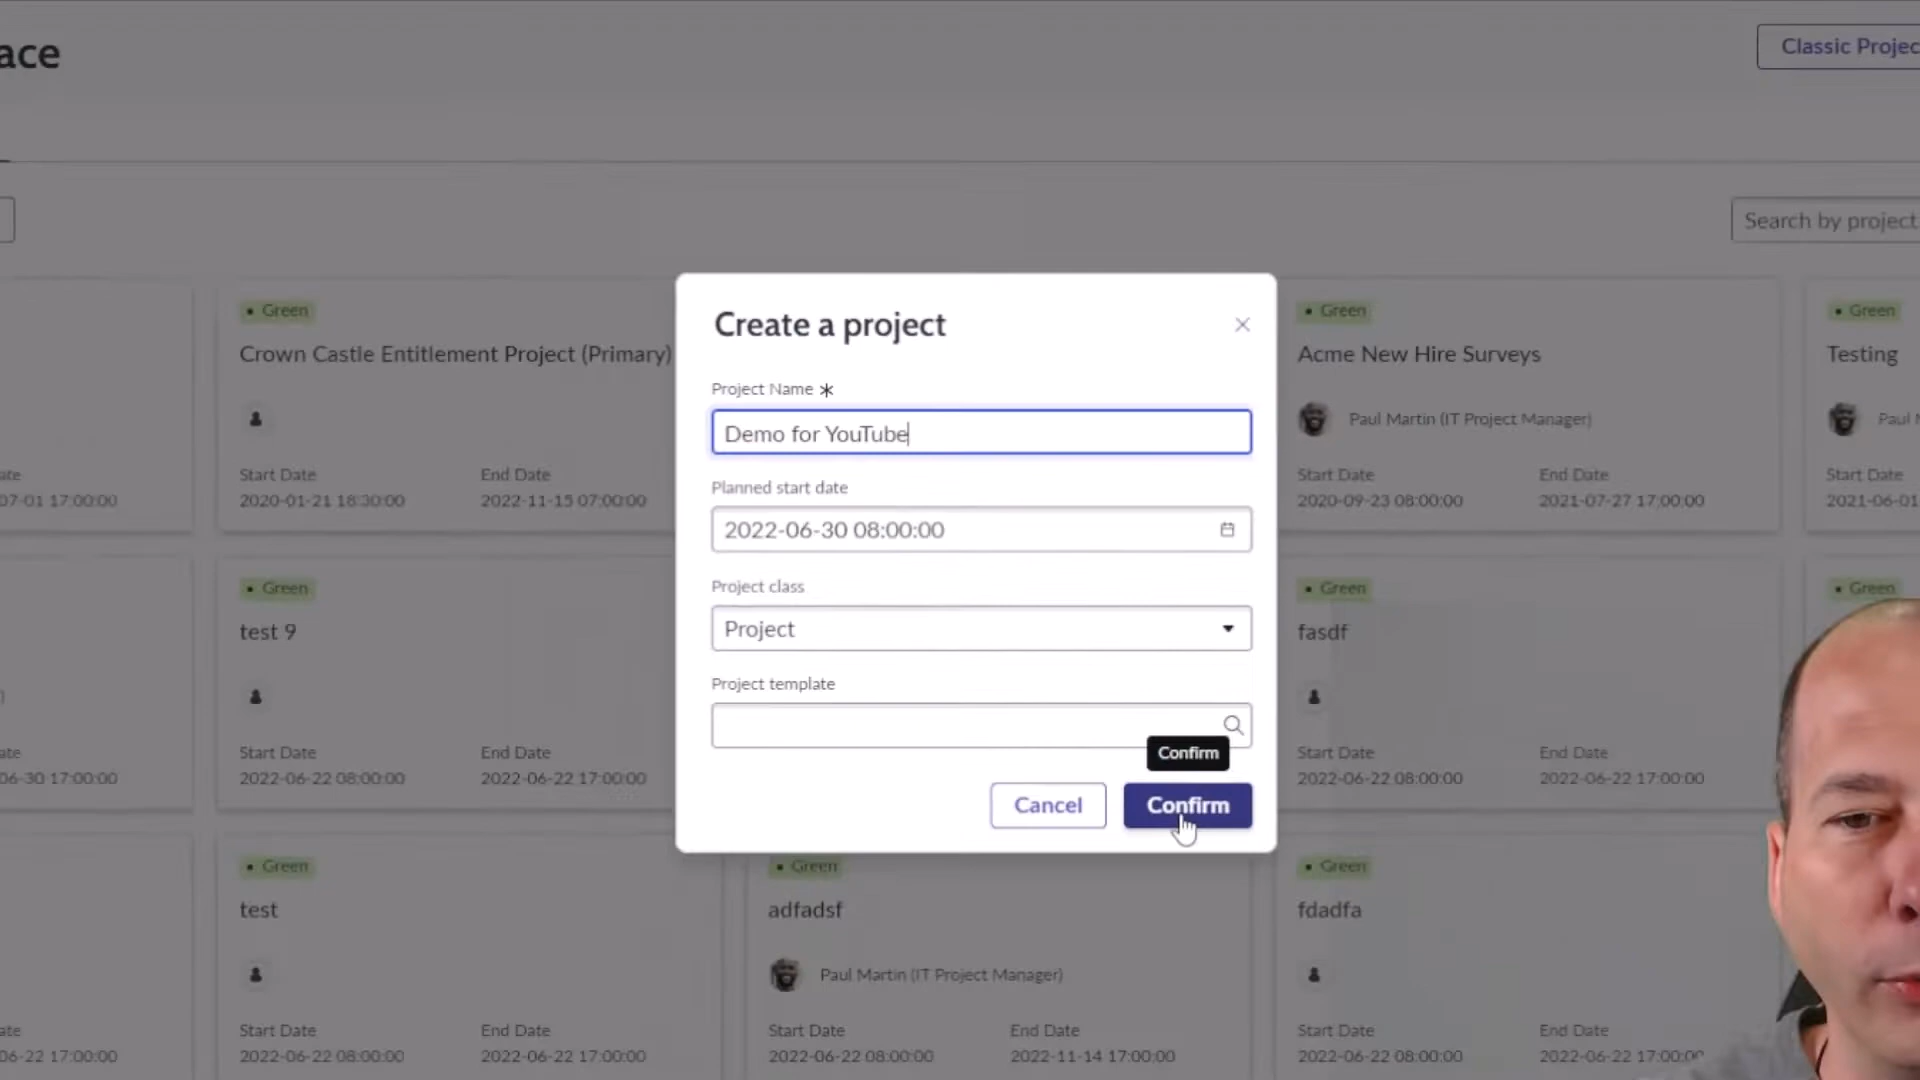 ace
Classic Projec
Search by project
Green
Crown Castle Entitlement Project (Primary)
Start Date
End Date
2020-01-21 18:30:00
2022-11-15 07:00:00
ate
07-01 17:00:00
Create a project
Project Name *
Demo for YouTube
Planned start date
2022-06-30 08:00:00
Project class
Project
Project template
Confirm
Cancel
Confirm
Green
Acme New Hire Surveys
Paul Martin (IT Project Manager)
Start Date
End Date
2020-09-23 08:00:00
2021-07-27 17:00:00
Green
Testing
Paul M
Start Date
2021-06-01
ate
06-30 17:00:00
Green
test 9
Start Date
End Date
2022-06-22 08:00:00
2022-06-22 17:00:00
Green
fasdf
Start Date
End Date
2022-06-22 08:00:00
2022-06-22 17:00:00
Green
ate
06-22 17:00:00
Green
test
Start Date
End Date
2022-06-22 08:00:00
2022-06-22 17:00:00
Green
adfadsf
Paul Martin (IT Project Manager)
Start Date
End Date
2022-06-22 08:00:00
2022-11-14 17:00:00
Green
fdadfa
Start Date
End Date
2022-06-22 08:00:00
2022-06-22 17:00:00